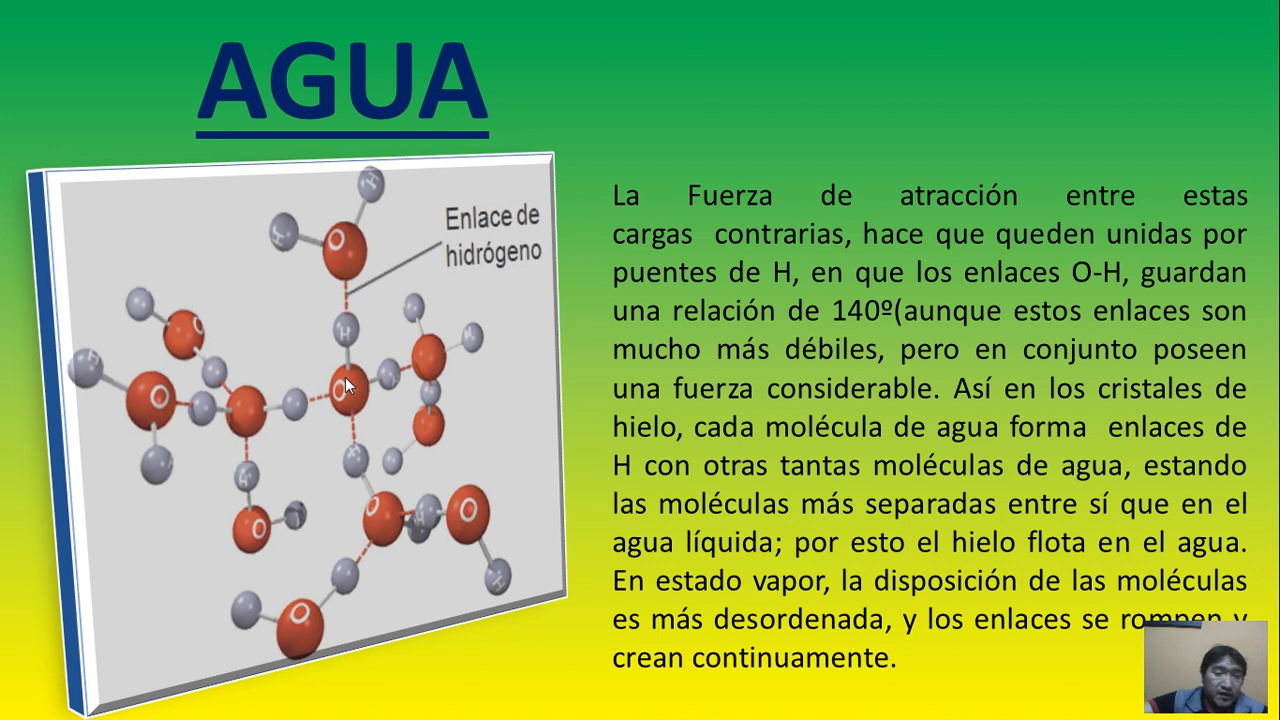 AGUA
Enlace de
hidrógeno
La Fuerza de atracción entre estas
cargas contrarias, hace que queden unidas por
puentes de H, en que los enlaces O-H, guardan
una relación de 140º(aunque estos enlaces son
mucho más débiles, pero en conjunto poseen
una fuerza considerable. Así en los cristales de
hielo, cada molécula de agua forma enlaces de
H con otras tantas moléculas de agua, estando
las moléculas más separadas entre sí que en el
agua líquida; por esto el hielo flota en el agua.
En estado vapor, la disposición de las moléculas
es más desordenada, y los enlaces se rompen y
crean continuamente.